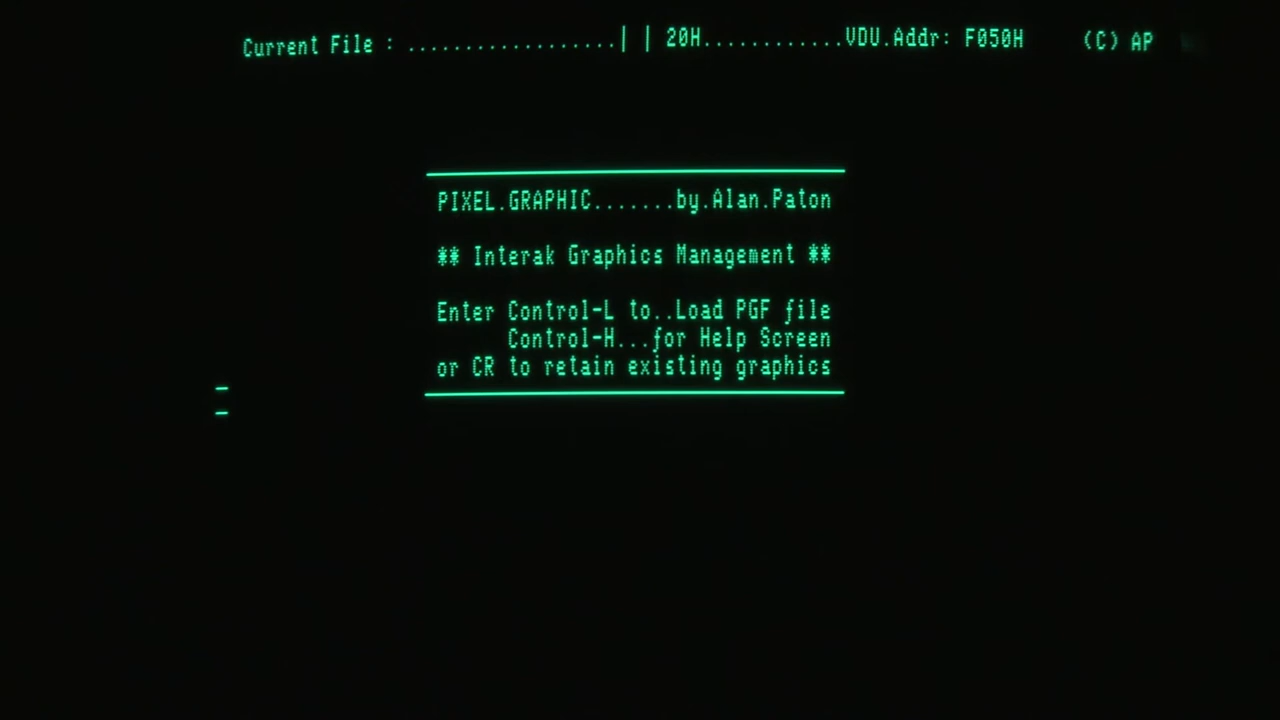 Current File : ..................| | 20H............VDU.Addr: F050H (C) AP
PIXEL.GRAPHIC.......by.Alan.Paton
** Interak Graphics Management **
Enter Control-L to..Load PGF file
Control-H...for Help Screen
or CR to retain existing graphics